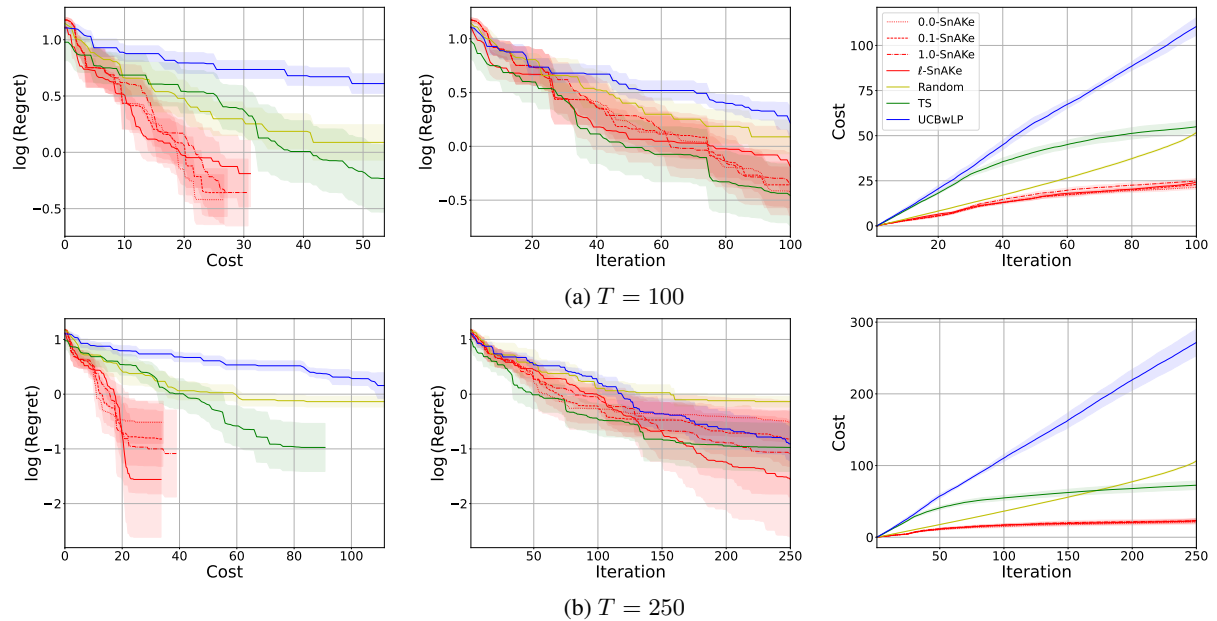 log (Regret)
1.0
0.5
0.0
−0.5
0
10
20
30
40
50
Cost
log (Regret)
1.0
0.5
0.0
−0.5
20
40
60
80
100
Iteration
Cost
100
75
50
25
0
20
40
60
80
100
Iteration
0.0-SnAKe
0.1-SnAKe
1.0-SnAKe
ℓ-SnAKe
Random
TS
UCBwLP
(a) T = 100
log (Regret)
1
0
−1
−2
0
20
40
60
80
100
Cost
log (Regret)
1
0
−1
−2
50
100
150
200
250
Iteration
Cost
300
200
100
0
50
100
150
200
250
Iteration
(b) T = 250